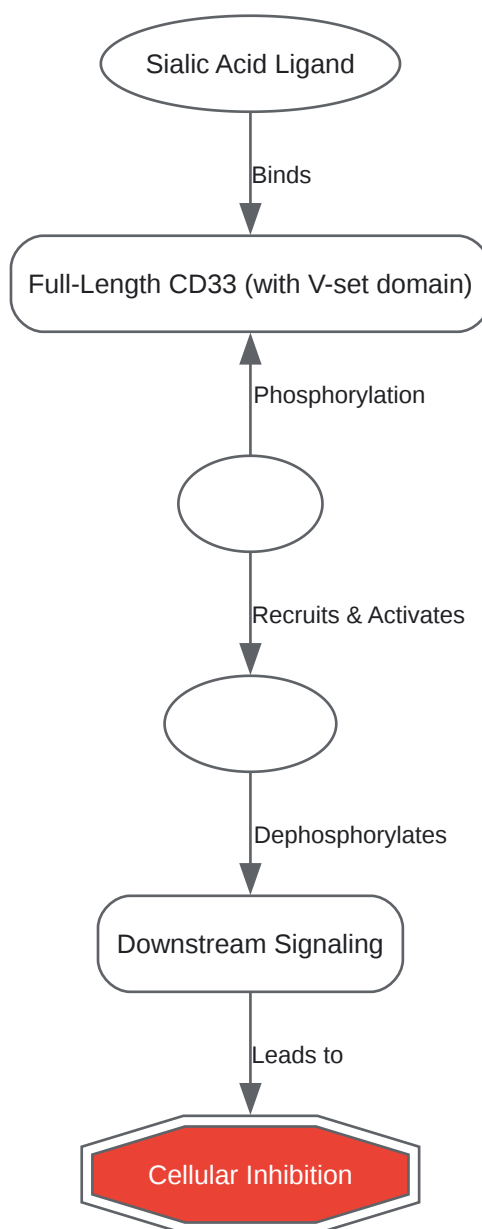 Sialic Acid Ligand
Binds
Full-Length CD33 (with V-set domain)
Phosphorylation
Recruits & Activates
Dephosphorylates
Downstream Signaling
Leads to
Cellular Inhibition